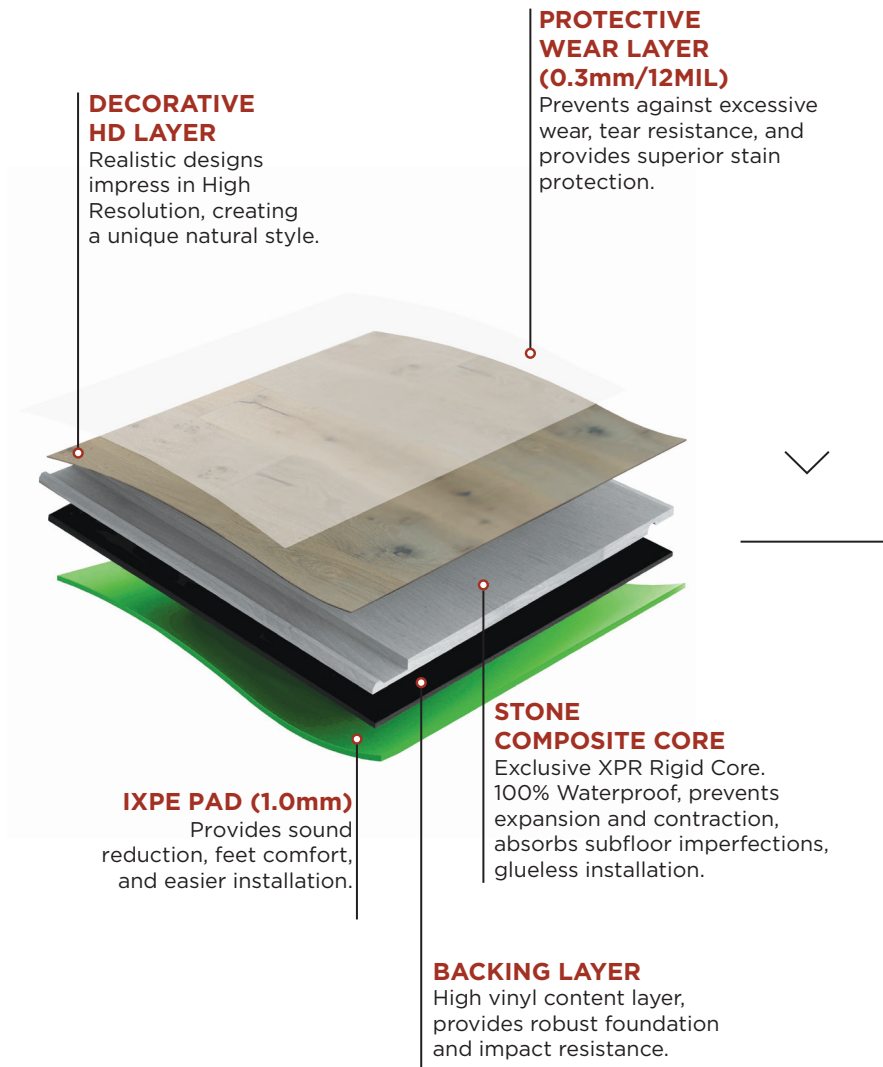 PROTECTIVE
WEAR LAYER
(0.3mm/12MIL)
Prevents against excessive
wear, tear resistance, and
provides superior stain
protection.
DECORATIVE
HD LAYER
Realistic designs
impress in High
Resolution, creating
a unique natural style.
STONE
COMPOSITE CORE
Exclusive XPR Rigid Core.
100% Waterproof, prevents
expansion and contraction,
absorbs subfloor imperfections,
glueless installation.
IXPE PAD (1.0mm)
Provides sound
reduction, feet comfort,
and easier installation.
BACKING LAYER
High vinyl content layer,
provides robust foundation
and impact resistance.